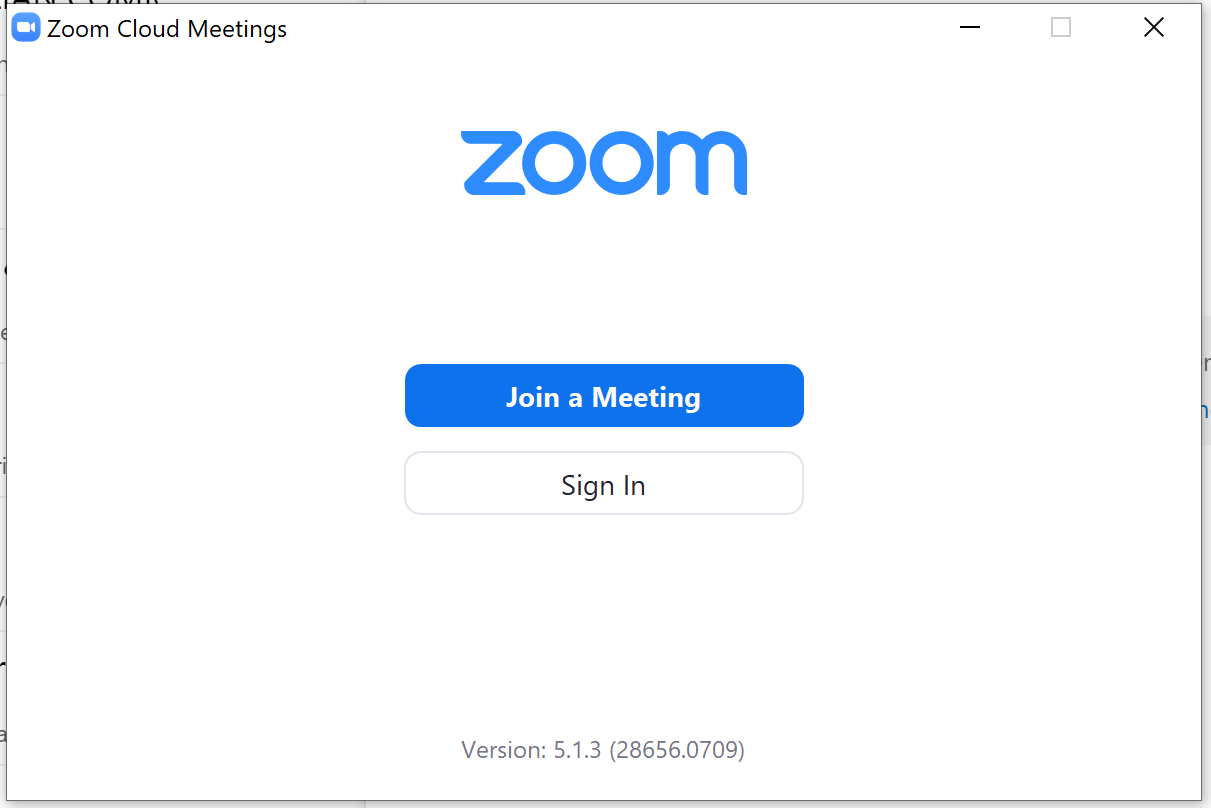 Zoom Cloud Meetings
zoom
Join a Meeting
Sign In
Version: 5.1.3 (28656.0709)